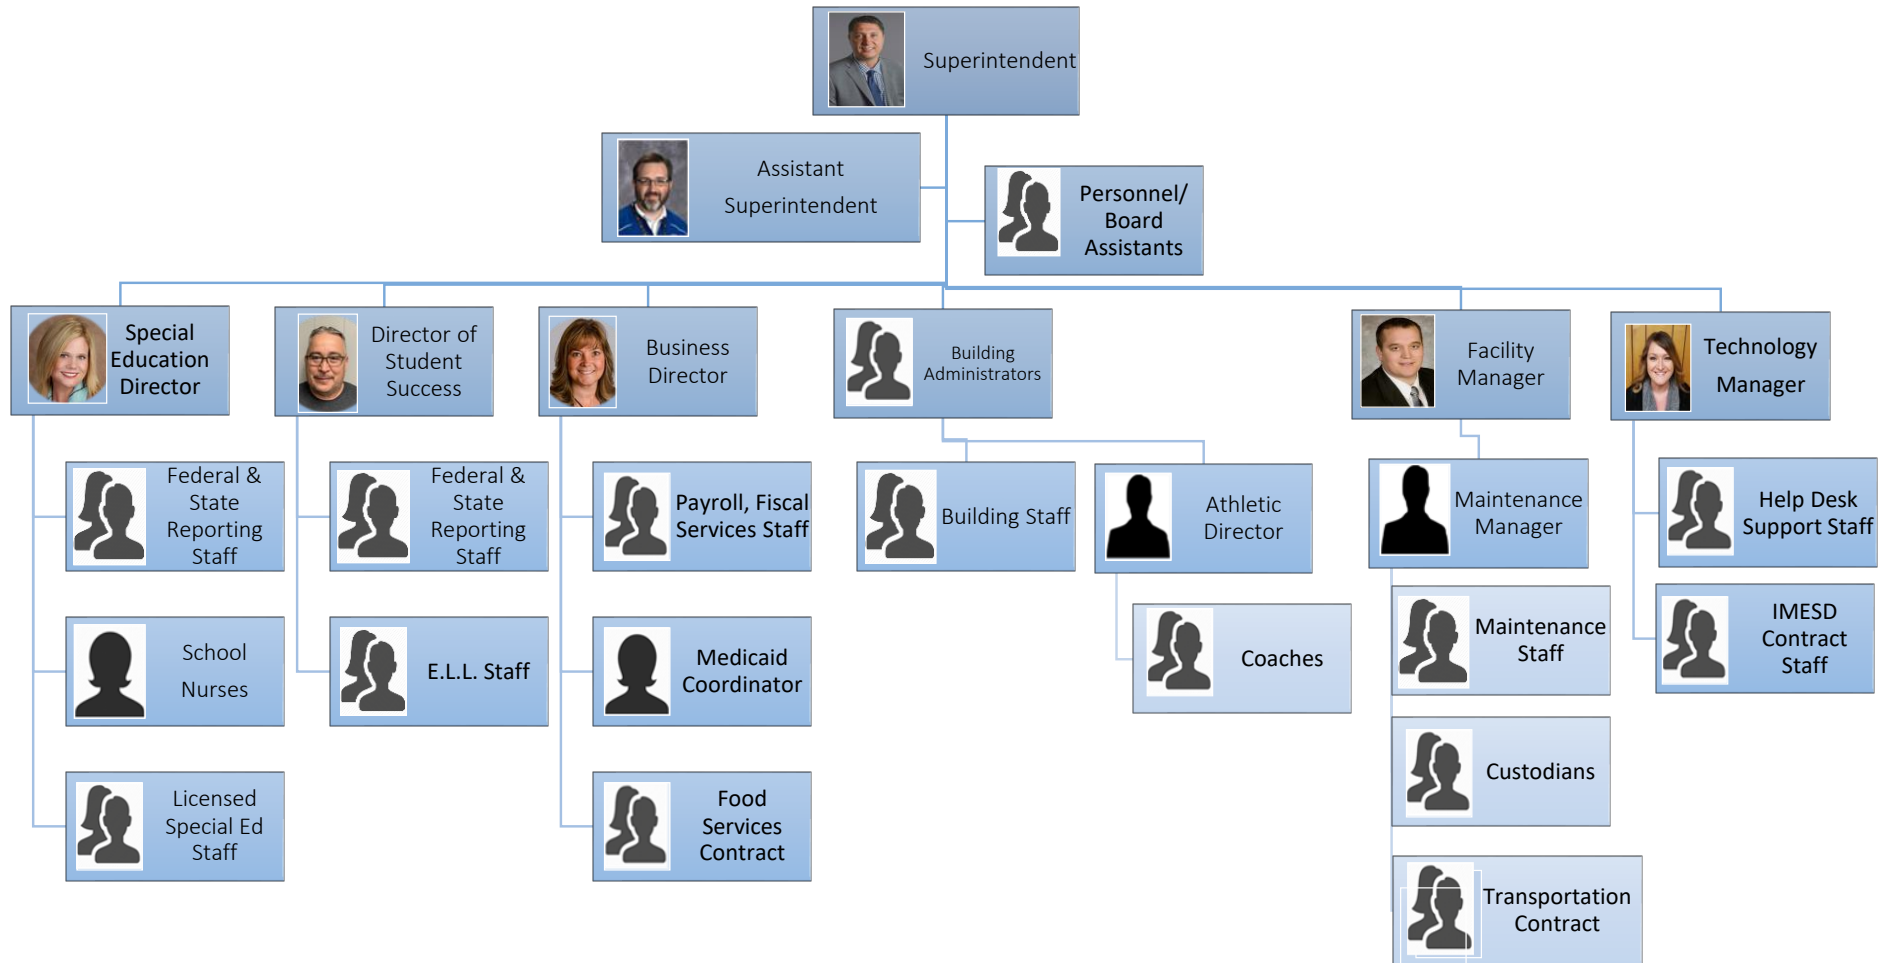 Superintendent
Assistant
Superintendent
Personnel/
Board
Assistants
Special
Education
Director
Director of
Student
Success
Business
Director
Building
Administrators
Facility
Manager
Technology
Manager
Federal &
State
Reporting
Staff
Federal &
State
Reporting
Staff
Payroll, Fiscal
Services Staff
Building Staff
Athletic
Director
Maintenance
Manager
Help Desk
Support Staff
School
Nurses
E.L.L. Staff
Medicaid
Coordinator
Coaches
Maintenance
Staff
IMESD
Contract
Staff
Licensed
Special Ed
Staff
Food
Services
Contract
Custodians
Transportation
Contract